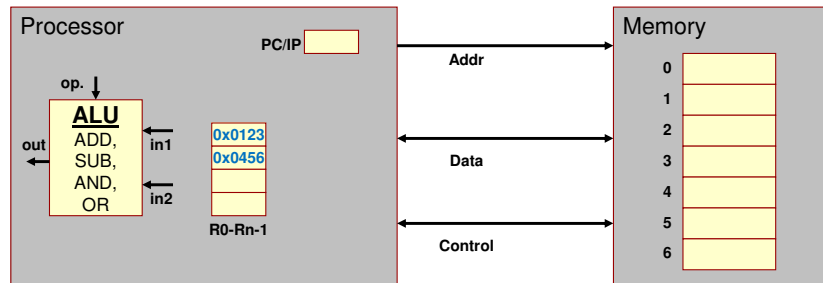 Processor
PC/IP
op.
ALU
ADD,
SUB,
AND,
OR
out
in1
in2
0x0123
0x0456
R0-Rn-1
Addr
Data
Control
Memory
0
1
2
3
4
5
6